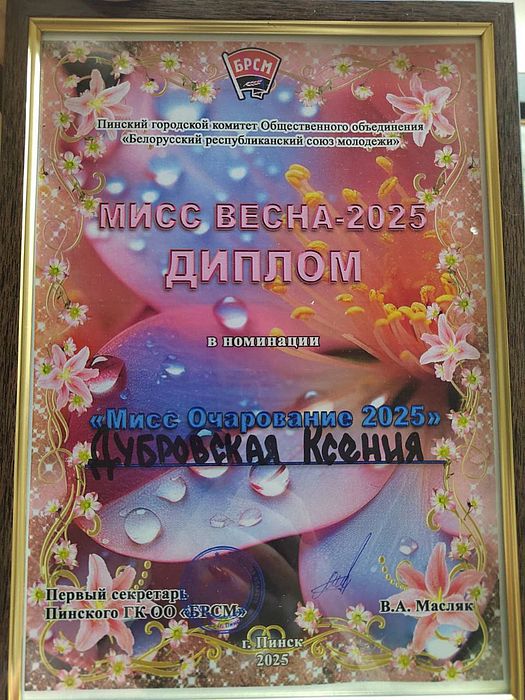 БРСМ
Пинский городской комитет Общественного объединения
«Белорусский республиканский союз молодежи»
МИСС ВЕСНА-2025
ДИПЛОМ
в номинации
«Мисс Очарование 2025»
Дубровская Ксения
Первый секретарь
Пинского ГК ОО «БРСМ»
В.А. Масляк
г. Пинск
2025